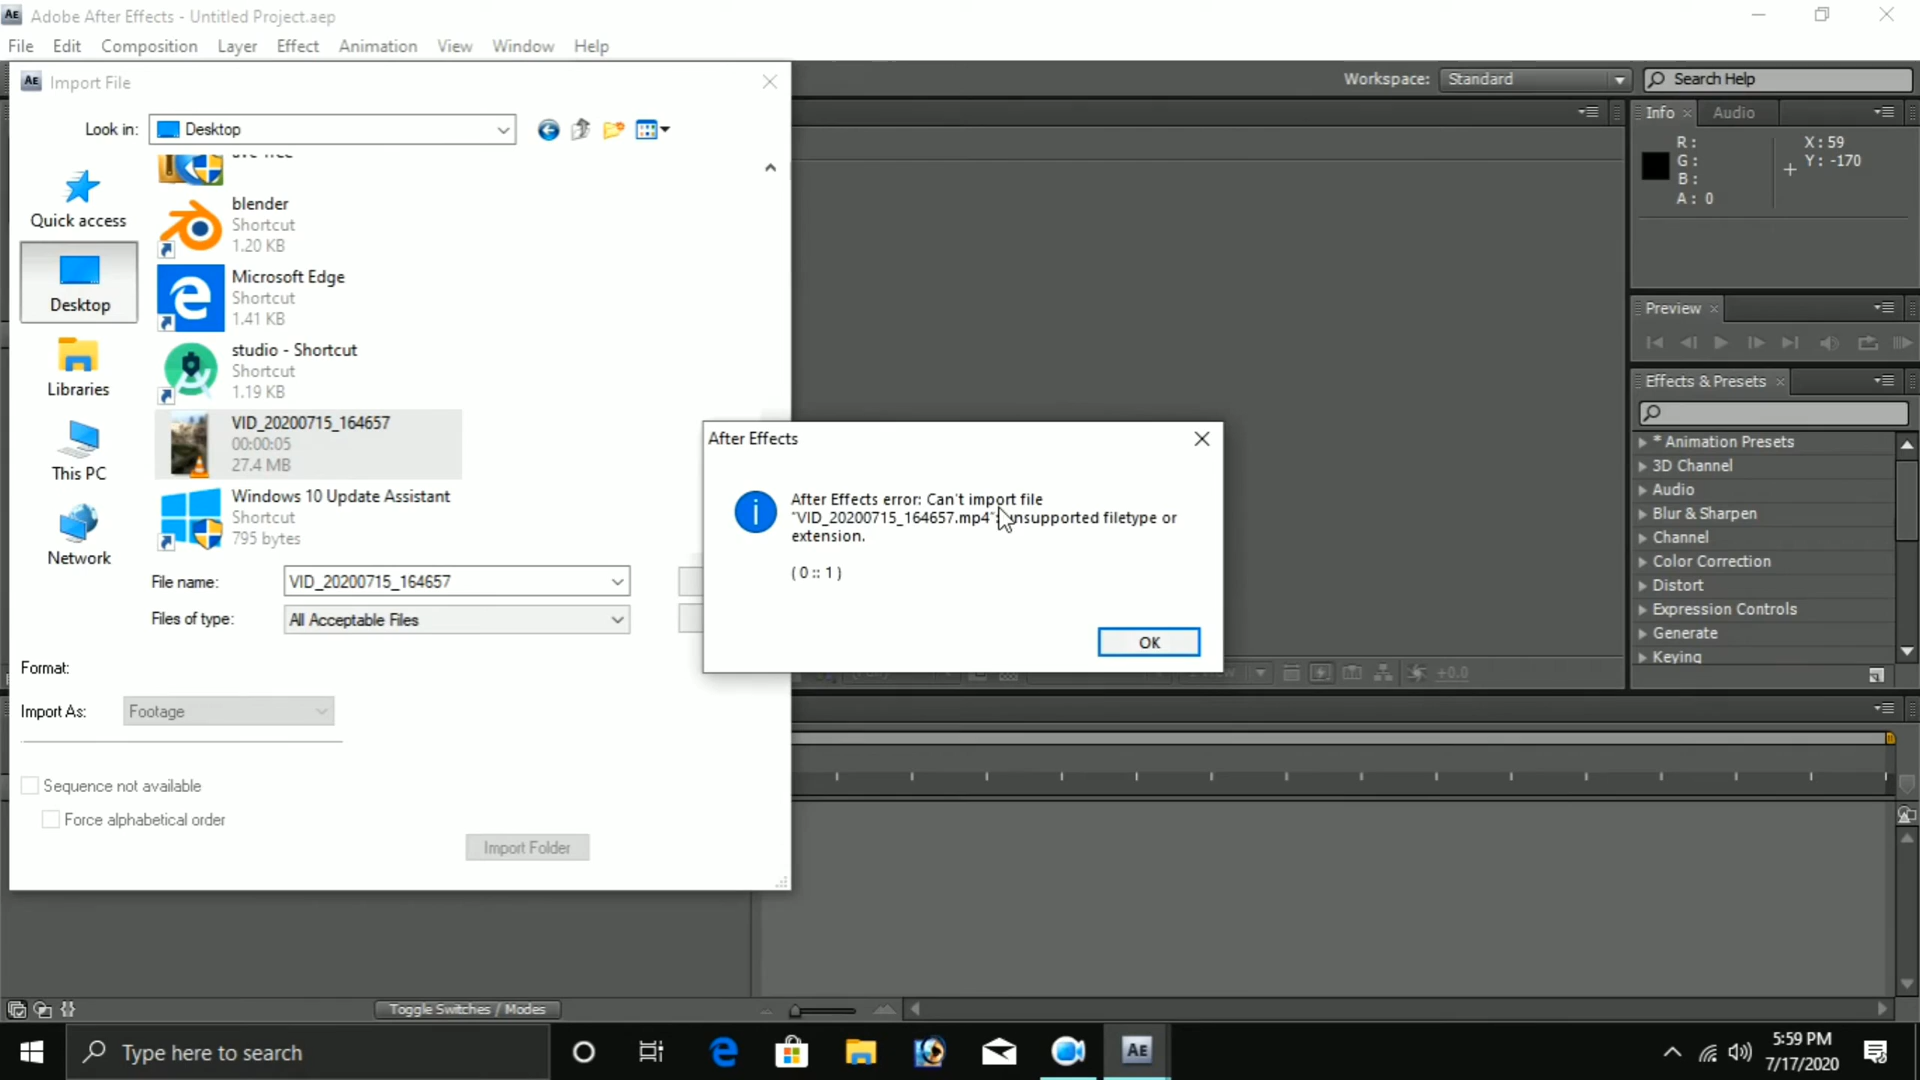 Adobe After Effects - Untitled Project.aep
File Edit Composition Layer Effect Animation View Window Help
Import File
Workspace: Standard
Search Help
Look in: Desktop
Quick access
Desktop
Libraries
This PC
Network
blender
Shortcut
1.20 KB
Microsoft Edge
Shortcut
1.41 KB
studio - Shortcut
Shortcut
1.19 KB
VID_20200715_164657
00:00:05
27.4 MB
Windows 10 Update Assistant
Shortcut
795 bytes
File name: VID_20200715_164657
Files of type: All Acceptable Files
Format:
Import As: Footage
Sequence not available
Force alphabetical order
Import Folder
After Effects
After Effects error: Can't import file
"VID_20200715_164657.mp4": unsupported filetype or
extension.
( 0 :: 1 )
OK
Info Audio
R: X: 59
G: Y: -170
B:
A: 0
Preview
Effects & Presets
* Animation Presets
3D Channel
Audio
Blur & Sharpen
Channel
Color Correction
Distort
Expression Controls
Generate
Keying
+0.0
Toggle Switches / Modes
Type here to search
5:59 PM
7/17/2020